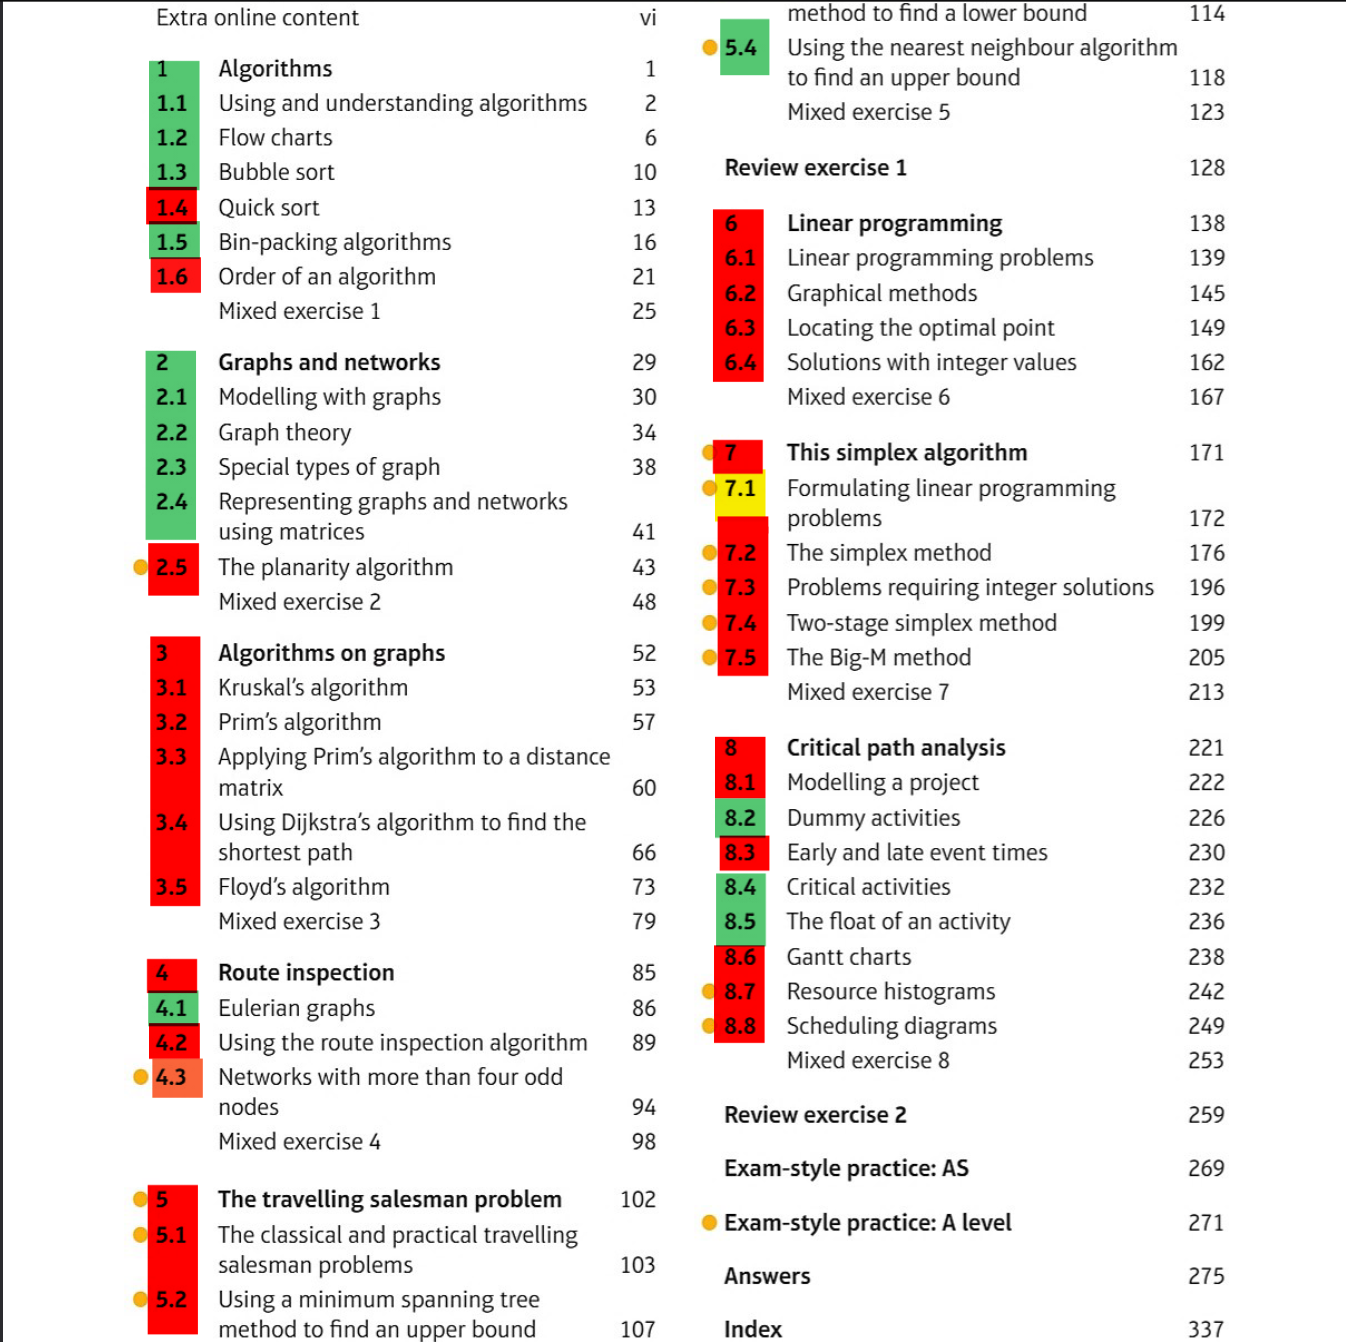 Extra online content vi
1 Algorithms 1
1.1 Using and understanding algorithms 2
1.2 Flow charts 6
1.3 Bubble sort 10
1.4 Quick sort 13
1.5 Bin-packing algorithms 16
1.6 Order of an algorithm 21
Mixed exercise 1 25
2 Graphs and networks 29
2.1 Modelling with graphs 30
2.2 Graph theory 34
2.3 Special types of graph 38
2.4 Representing graphs and networks
using matrices 41
2.5 The planarity algorithm 43
Mixed exercise 2 48
3 Algorithms on graphs 52
3.1 Kruskal's algorithm 53
3.2 Prim's algorithm 57
3.3 Applying Prim's algorithm to a distance
matrix 60
3.4 Using Dijkstra's algorithm to find the
shortest path 66
3.5 Floyd's algorithm 73
Mixed exercise 3 79
4 Route inspection 85
4.1 Eulerian graphs 86
4.2 Using the route inspection algorithm 89
4.3 Networks with more than four odd
nodes 94
Mixed exercise 4 98
5 The travelling salesman problem 102
5.1 The classical and practical travelling
salesman problems 103
5.2 Using a minimum spanning tree
method to find an upper bound 107
method to find a lower bound 114
5.4 Using the nearest neighbour algorithm
to find an upper bound 118
Mixed exercise 5 123
Review exercise 1 128
6 Linear programming 138
6.1 Linear programming problems 139
6.2 Graphical methods 145
6.3 Locating the optimal point 149
6.4 Solutions with integer values 162
Mixed exercise 6 167
7 This simplex algorithm 171
7.1 Formulating linear programming
problems 172
7.2 The simplex method 176
7.3 Problems requiring integer solutions 196
7.4 Two-stage simplex method 199
7.5 The Big-M method 205
Mixed exercise 7 213
8 Critical path analysis 221
8.1 Modelling a project 222
8.2 Dummy activities 226
8.3 Early and late event times 230
8.4 Critical activities 232
8.5 The float of an activity 236
8.6 Gantt charts 238
8.7 Resource histograms 242
8.8 Scheduling diagrams 249
Mixed exercise 8 253
Review exercise 2 259
Exam-style practice: AS 269
Exam-style practice: A level 271
Answers 275
Index 337